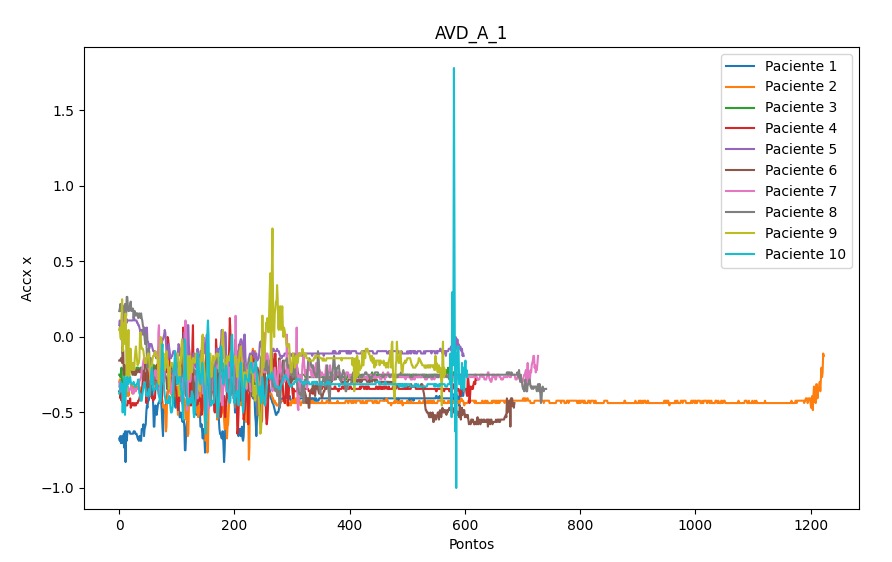 AVD_A_1
Accx x
1.5
1.0
0.5
0.0
−0.5
−1.0
0
200
400
600
800
1000
1200
Pontos
Paciente 1
Paciente 2
Paciente 3
Paciente 4
Paciente 5
Paciente 6
Paciente 7
Paciente 8
Paciente 9
Paciente 10